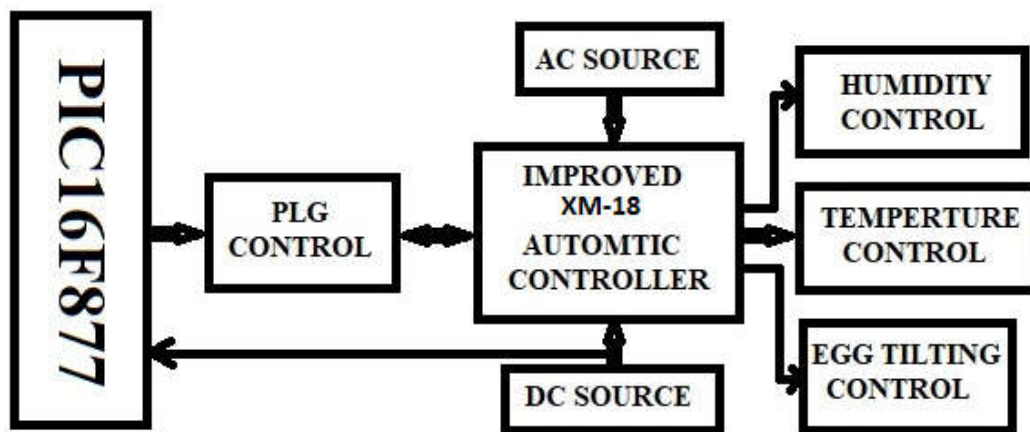 PIC16F877
PLG
CONTROL
AC SOURCE
IMPROVED
XM-18
AUTOMTIC
CONTROLLER
DC SOURCE
HUMIDITY
CONTROL
TEMPERTURE
CONTROL
EGG TILTING
CONTROL